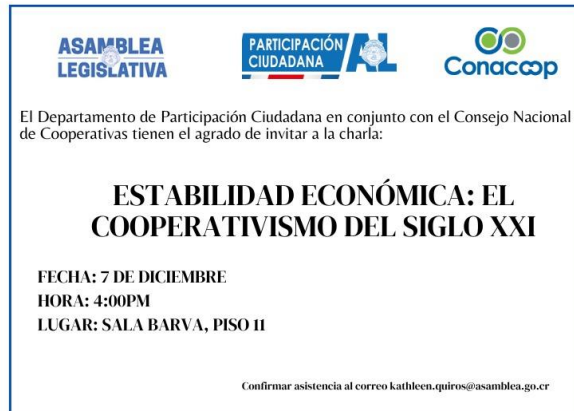 ASAMBLEA
LEGISLATIVA
PARTICIPACIÓN
CIUDADANA
AL
Conacoop
El Departamento de Participación Ciudadana en conjunto con el Consejo Nacional
de Cooperativas tienen el agrado de invitar a la charla:
ESTABILIDAD ECONÓMICA: EL
COOPERATIVISMO DEL SIGLO XXI
FECHA: 7 DE DICIEMBRE
HORA: 4:00PM
LUGAR: SALA BARVA, PISO 11
Confirmar asistencia al correo kathleen.quiros@asamblea.go.cr